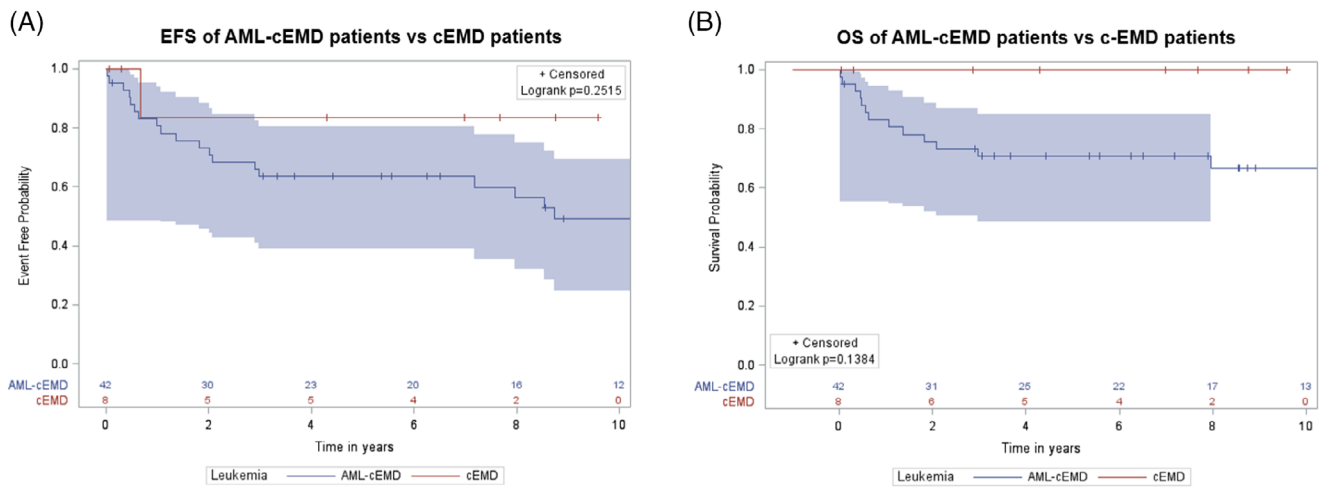 (A)
EFS of AML-cEMD patients vs cEMD patients
+ Censored
Logrank p=0.2515
Event Free Probability
1.0
0.8
0.6
0.4
0.2
0.0
AML-cEMD 42 30 23 20 16 12
cEMD 8 5 5 4 2 0
0 2 4 6 8 10
Time in years
Leukemia AML-cEMD cEMD
(B)
OS of AML-cEMD patients vs c-EMD patients
Survival Probability
1.0
0.8
0.6
0.4
0.2
0.0
+ Censored
Logrank p=0.1384
AML-cEMD 42 31 25 22 17 13
cEMD 8 6 5 4 2 0
0 2 4 6 8 10
Time in years
Leukemia AML-cEMD cEMD